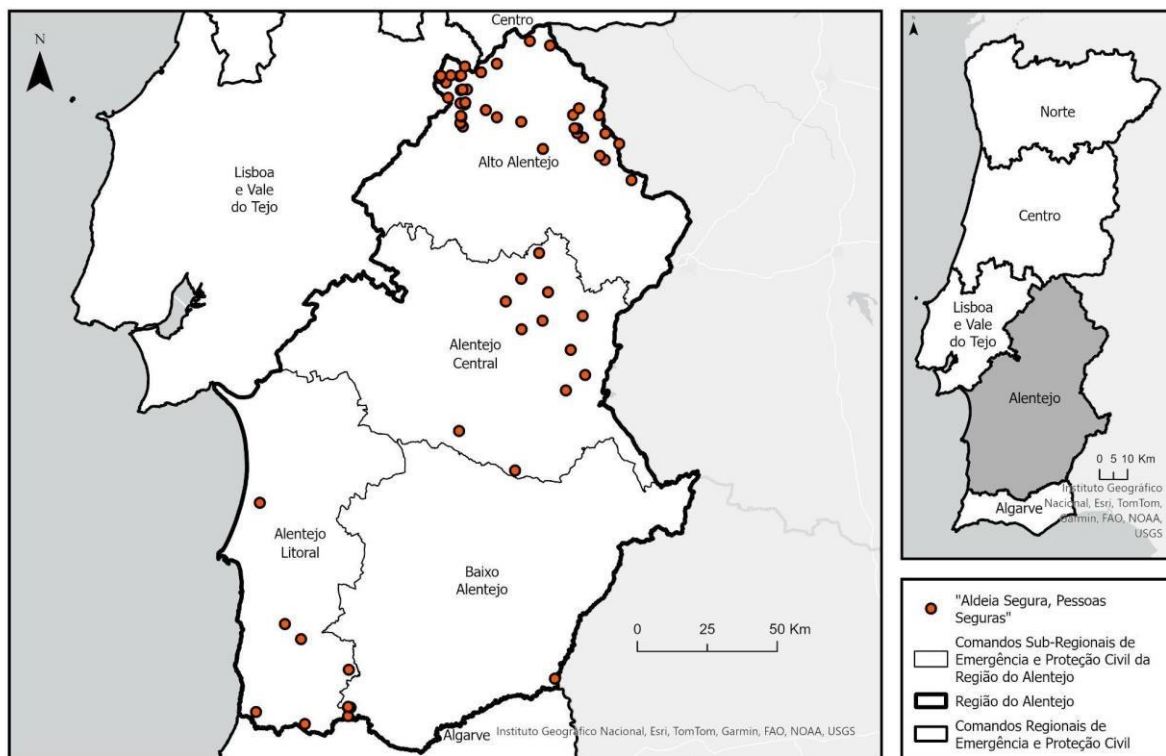 N
Centro
Alto Alentejo
Lisboa
e Vale
do Tejo
Alentejo
Central
Alentejo
Litoral
Baixo
Alentejo
0 25 50 Km
Algarve
Instituto Geográfico Nacional, Esri, TomTom, Garmin, FAO, NOAA, USGS
Norte
Centro
Lisboa
e Vale
do Tejo
Alentejo
0 5 10 Km
Algarve
Instituto Geográfico
Nacional, Esri, TomTom,
Garmin, FAO, NOAA,
USGS
"Aldeia Segura, Pessoas
Seguras"
Comandos Sub-Regionais de
Emergência e Proteção Civil da
Região do Alentejo
Região do Alentejo
Comandos Regionais de
Emergência e Proteção Civil